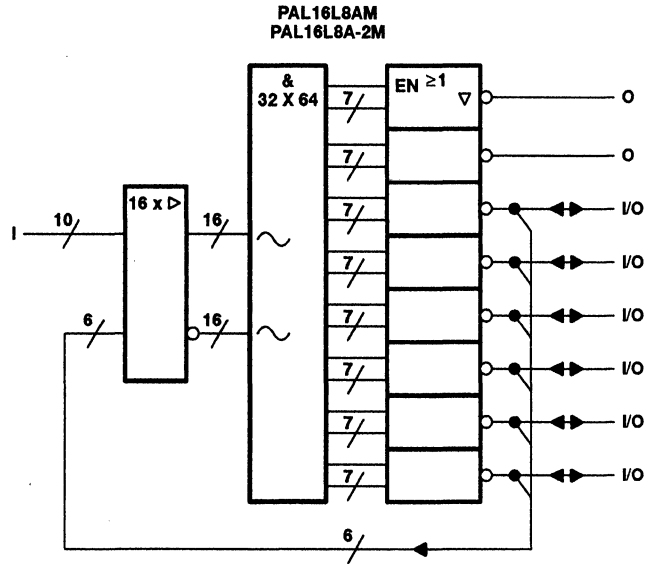 PAL16L8AM
PAL16L8A-2M
&
32 X 64
EN ≥1 ▽
7
O
7
O
16 x ▷
7
I/O
I
10
16
7
I/O
6
16
7
I/O
7
I/O
7
I/O
7
I/O
6